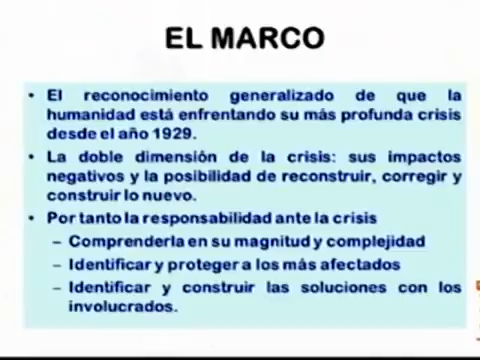 EL MARCO
• El reconocimiento generalizado de que la
humanidad está enfrentando su más profunda crisis
desde el año 1929.
• La doble dimensión de la crisis: sus impactos
negativos y la posibilidad de reconstruir, corregir y
construir lo nuevo.
• Por tanto la responsabilidad ante la crisis
– Comprenderla en su magnitud y complejidad
– Identificar y proteger a los más afectados
– Identificar y construir las soluciones con los
involucrados.